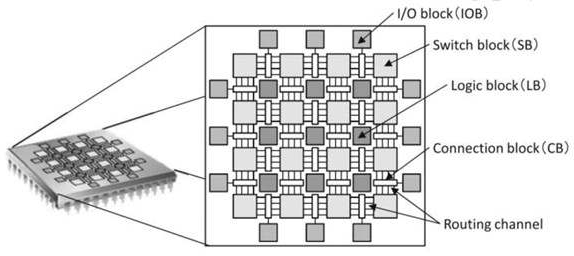 I/O block(IOB)
Switch block(SB)
Logic block(LB)
Connection block(CB)
Routing channel